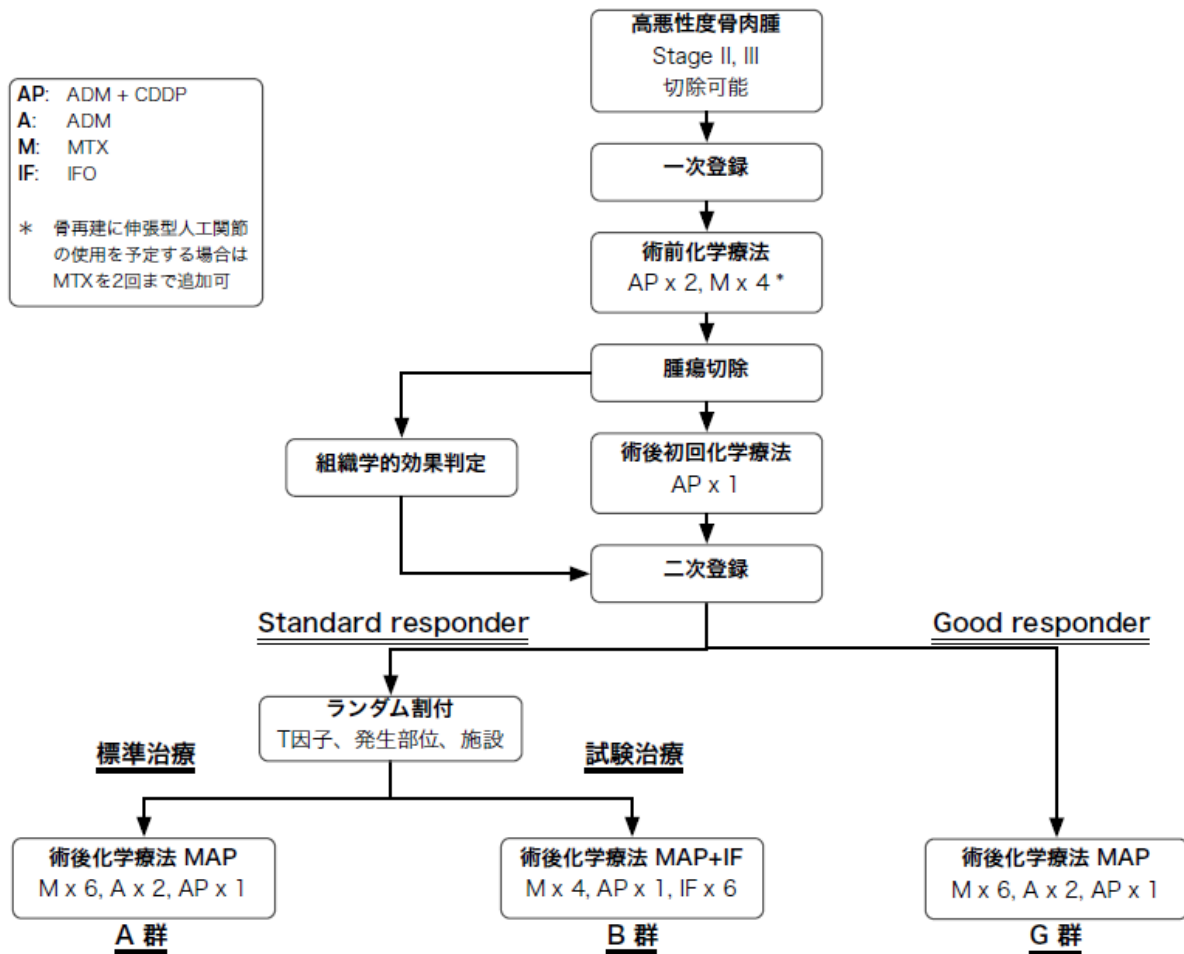 高悪性度骨肉腫
Stage II, III
切除可能
AP: ADM + CDDP
A: ADM
M: MTX
IF: IFO
＊ 骨再建に伸張型人工関節
の使用を予定する場合は
MTXを2回まで追加可
一次登録
術前化学療法
AP x 2, M x 4 *
腫瘍切除
組織学的効果判定
術後初回化学療法
AP x 1
二次登録
Standard responder
Good responder
ランダム割付
T因子、発生部位、施設
標準治療
試験治療
術後化学療法 MAP
M x 6, A x 2, AP x 1
A 群
術後化学療法 MAP+IF
M x 4, AP x 1, IF x 6
B 群
術後化学療法 MAP
M x 6, A x 2, AP x 1
G 群